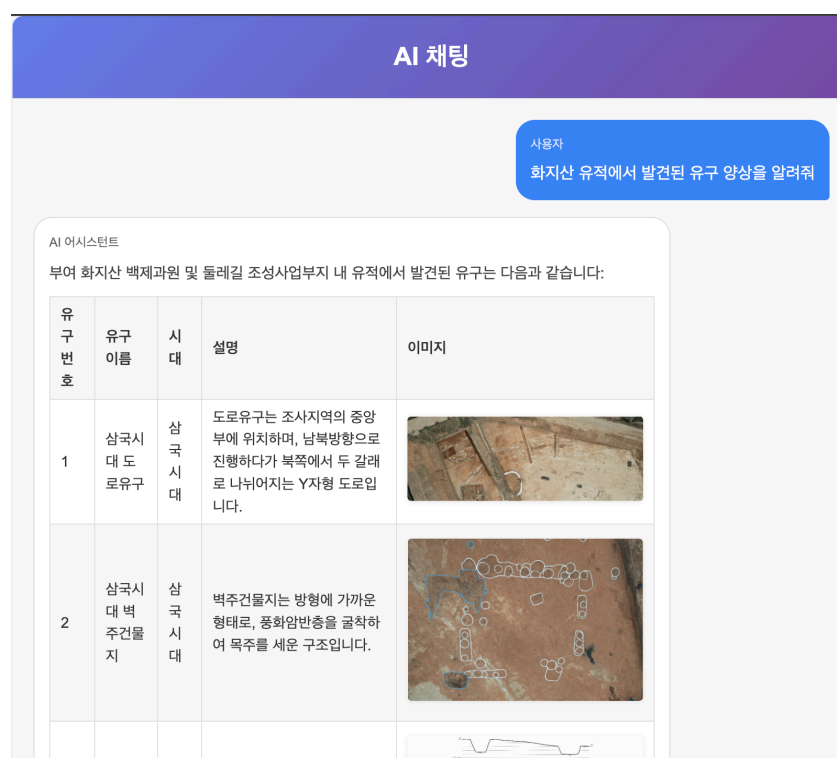 AI 채팅
사용자
화지산 유적에서 발견된 유구 양상을 알려줘
AI 어시스턴트
부여 화지산 백제과원 및 둘레길 조성사업부지 내 유적에서 발견된 유구는 다음과 같습니다:
유
구
번
호
유구
이름
시
대
설명
이미지
1
삼국시
대 도
로유구
삼
국
시
대
도로유구는 조사지역의 중앙
부에 위치하며, 남북방향으로
진행하다가 북쪽에서 두 갈래
로 나뉘어지는 Y자형 도로입
니다.
2
삼국시
대 벽
주건물
지
삼
국
시
대
벽주건물지는 방형에 가까운
형태로, 풍화암반층을 굴착하
여 목주를 세운 구조입니다.